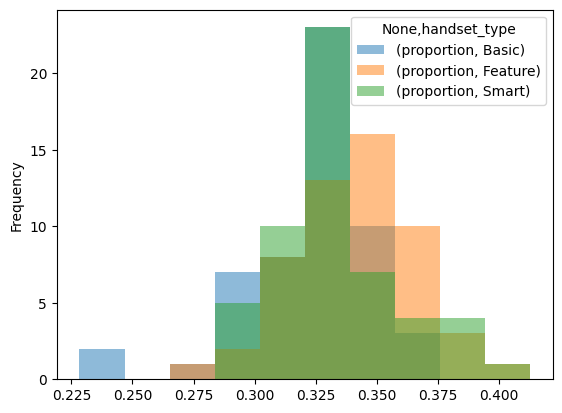 None,handset_type
(proportion, Basic)
(proportion, Feature)
(proportion, Smart)
Frequency
20
15
10
5
0
0.225 0.250 0.275 0.300 0.325 0.350 0.375 0.400